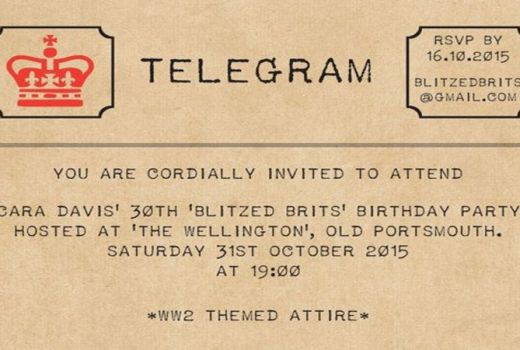 TELEGRAM
RSVP BY
16.10.2015
BLITZEDBRITS
@GMAIL.COM
YOU ARE CORDIALLY INVITED TO ATTEND
CARA DAVIS' 30TH 'BLITZED BRITS' BIRTHDAY PARTY
HOSTED AT 'THE WELLINGTON', OLD PORTSMOUTH.
SATURDAY 31ST OCTOBER 2015
AT 19:00
*WW2 THEMED ATTIRE*